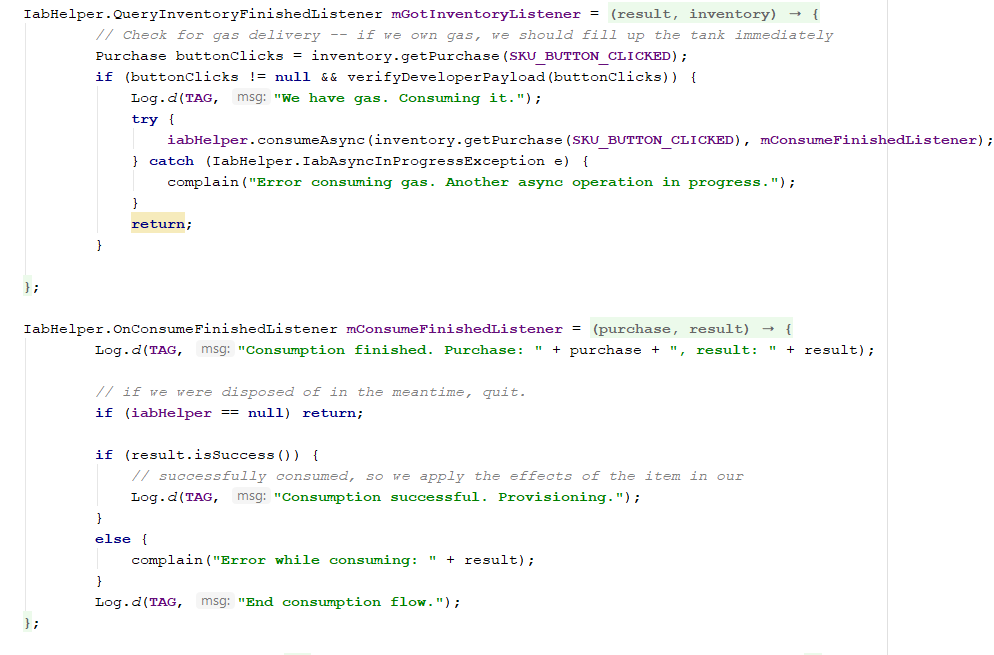 IabHelper.QueryInventoryFinishedListener mGotInventoryListener = (result, inventory) → {
// Check for gas delivery -- if we own gas, we should fill up the tank immediately
Purchase buttonClicks = inventory.getPurchase(SKU_BUTTON_CLICKED);
if (buttonClicks != null && verifyDeveloperPayload(buttonClicks)) {
Log.d(TAG, msg: "We have gas. Consuming it.");
try {
iabHelper.consumeAsync(inventory.getPurchase(SKU_BUTTON_CLICKED), mConsumeFinishedListener);
} catch (IabHelper.IabAsyncInProgressException e) {
complain("Error consuming gas. Another async operation in progress.");
}
return;
}
};
IabHelper.OnConsumeFinishedListener mConsumeFinishedListener = (purchase, result) → {
Log.d(TAG, msg: "Consumption finished. Purchase: " + purchase + ", result: " + result);
// if we were disposed of in the meantime, quit.
if (iabHelper == null) return;
if (result.isSuccess()) {
// successfully consumed, so we apply the effects of the item in our
Log.d(TAG, msg: "Consumption successful. Provisioning.");
}
else {
complain("Error while consuming: " + result);
}
Log.d(TAG, msg: "End consumption flow.");
};